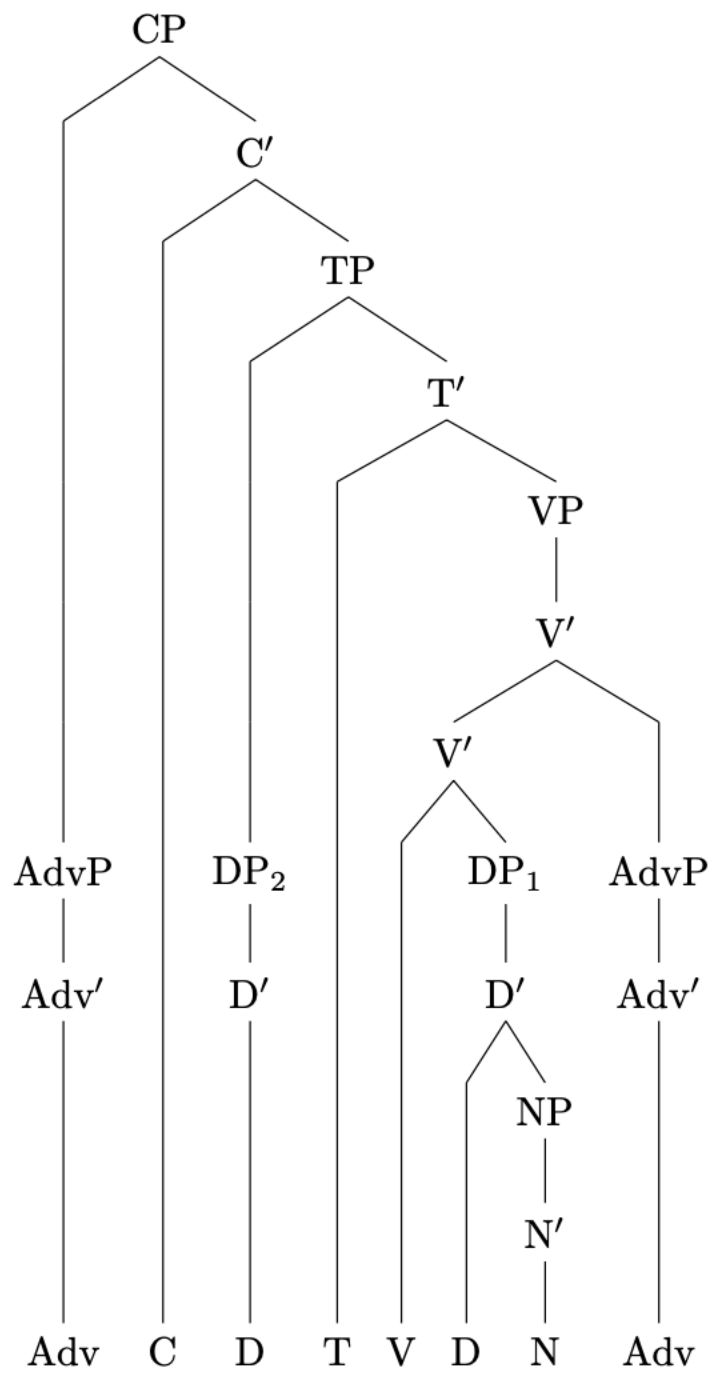 CP
C′
TP
T′
VP
V′
V′
AdvP DP₂ DP₁ AdvP
Adv′ D′ D′ Adv′
NP
N′
Adv C D T V D N Adv